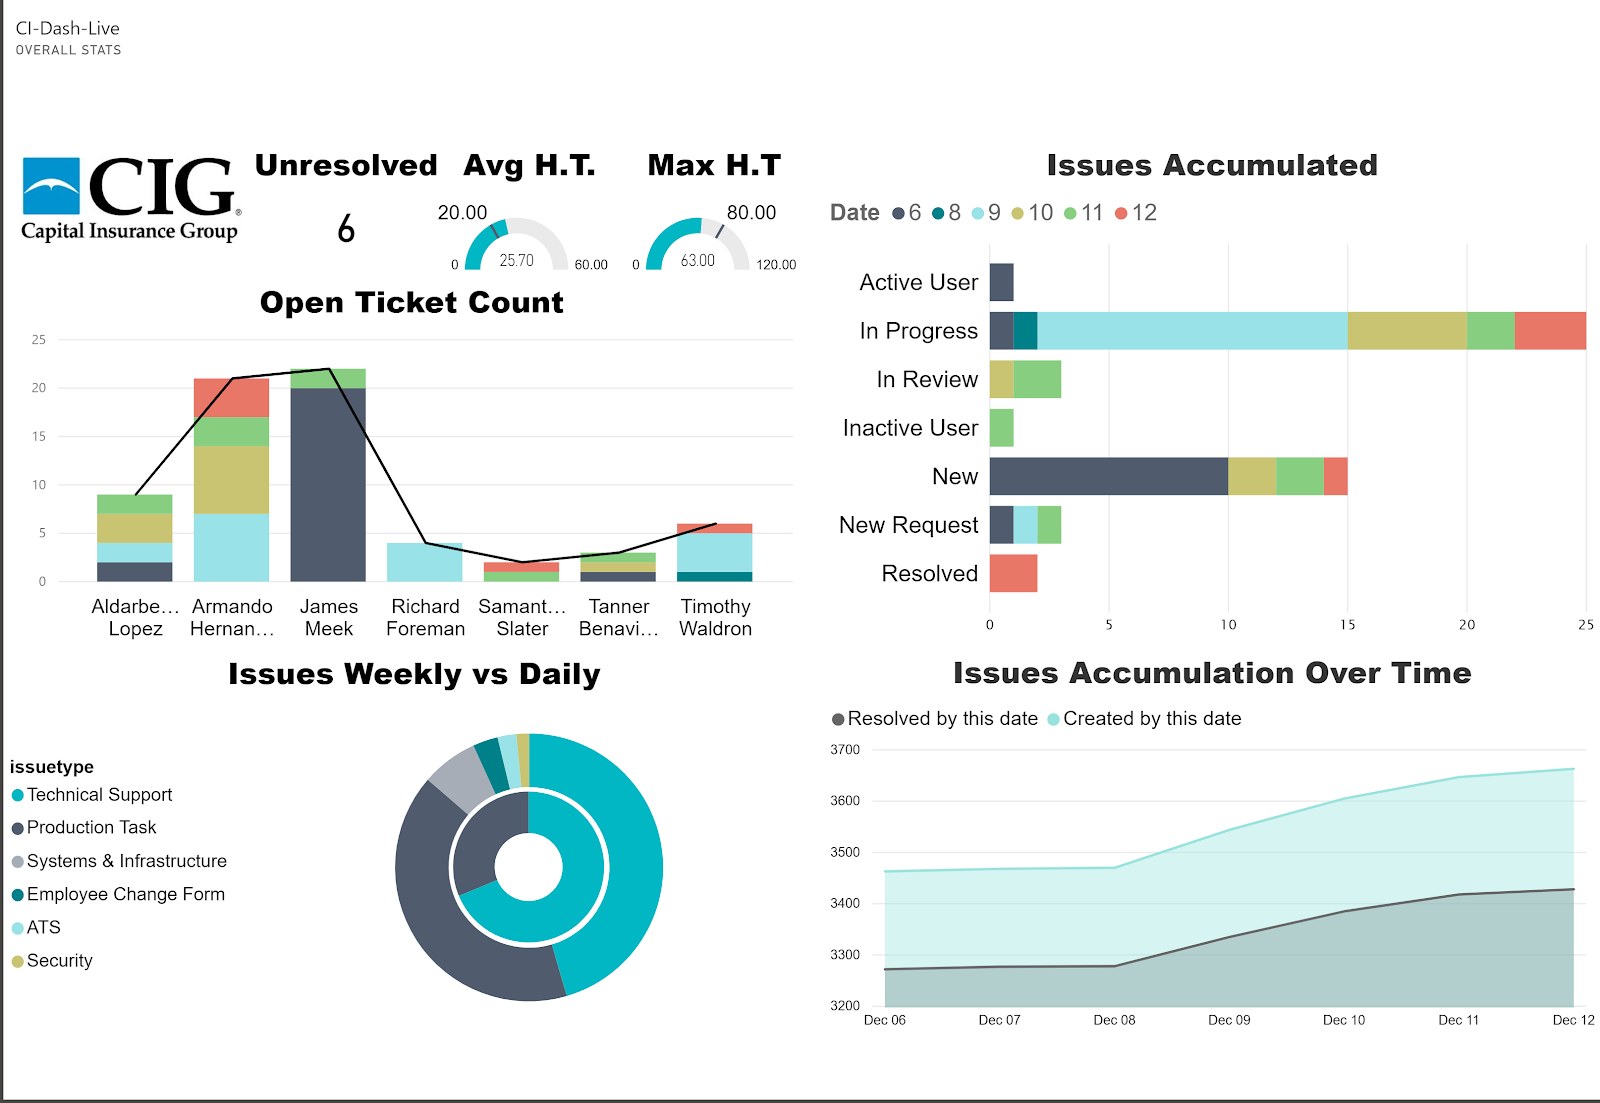 CI-Dash-Live
OVERALL STATS
CIG
Capital Insurance Group
Unresolved
6
Avg H.T.
20.00
0
25.70
60.00
Max H.T
80.00
0
63.00
120.00
Open Ticket Count
25
20
15
10
5
0
Aldarbe… Lopez
Armando Hernan…
James Meek
Richard Foreman
Samant… Slater
Tanner Benavi…
Timothy Waldron
Issues Accumulated
Date 6 8 9 10 11 12
Active User
In Progress
In Review
Inactive User
New
New Request
Resolved
0 5 10 15 20 25
Issues Weekly vs Daily
issuetype
Technical Support
Production Task
Systems & Infrastructure
Employee Change Form
ATS
Security
Issues Accumulation Over Time
Resolved by this date Created by this date
3700
3600
3500
3400
3300
3200
Dec 06 Dec 07 Dec 08 Dec 09 Dec 10 Dec 11 Dec 12